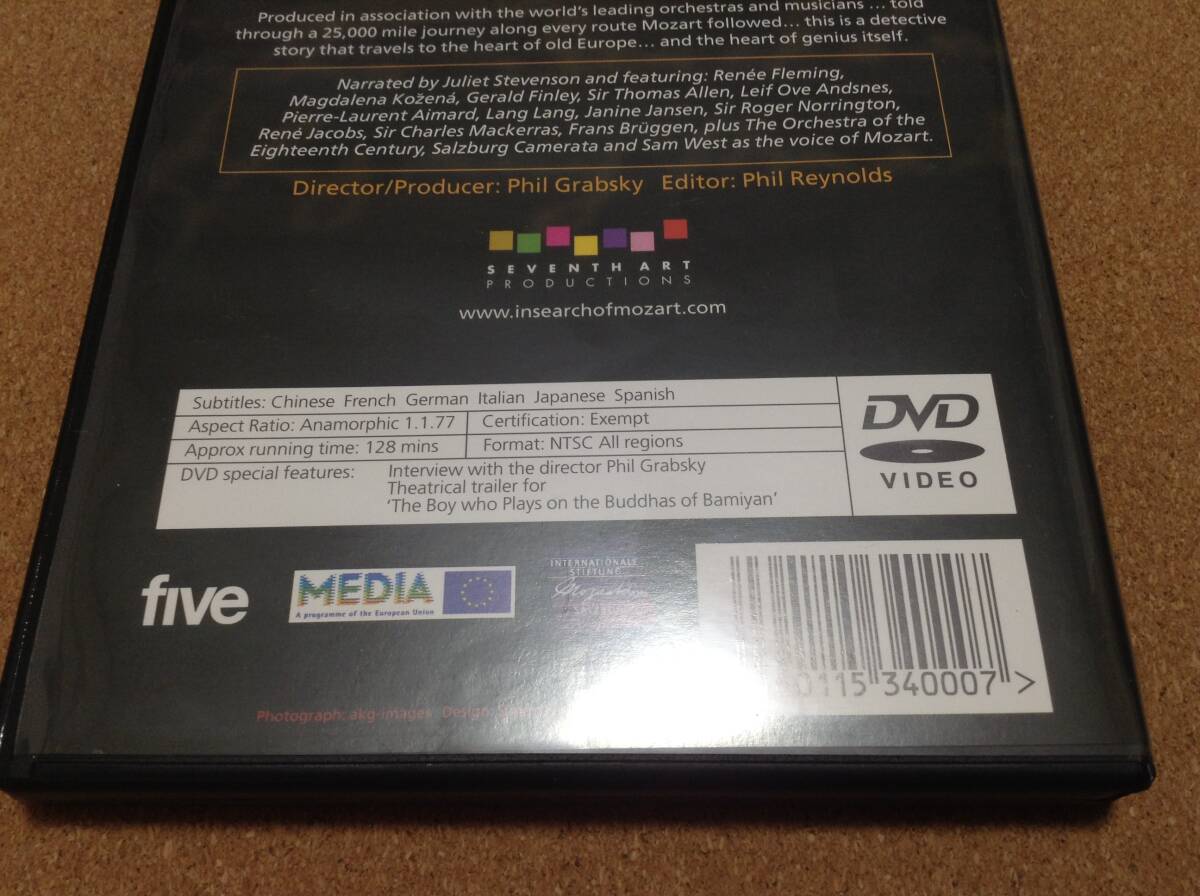 Produced in association with the world's leading orchestras and musicians ... told
through a 25,000 mile journey along every route Mozart followed... this is a detective
story that travels to the heart of old Europe... and the heart of genius itself.
Narrated by Juliet Stevenson and featuring: Renée Fleming,
Magdalena Kožená, Gerald Finley, Sir Thomas Allen, Leif Ove Andsnes,
Pierre-Laurent Aimard, Lang Lang, Janine Jansen, Sir Roger Norrington,
René Jacobs, Sir Charles Mackerras, Frans Brüggen, plus The Orchestra of the
Eighteenth Century, Salzburg Camerata and Sam West as the voice of Mozart.
Director/Producer: Phil Grabsky Editor: Phil Reynolds
SEVENTH ART
PRODUCTIONS
www.insearchofmozart.com
Subtitles: Chinese French German Italian Japanese Spanish
Aspect Ratio: Anamorphic 1.1.77
Certification: Exempt
Approx running time: 128 mins
Format: NTSC All regions
DVD special features: Interview with the director Phil Grabsky
Theatrical trailer for
'The Boy who Plays on the Buddhas of Bamiyan'
DVD
VIDEO
five
MEDIA
A programme of the European Union
INTERNATIONALE
STIFTUNG
0115 340007 >
Photograph: akg-images Design: